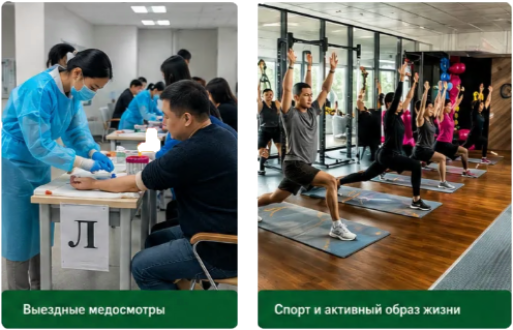 Л
Выездные медосмотры
Спорт и активный образ жизни